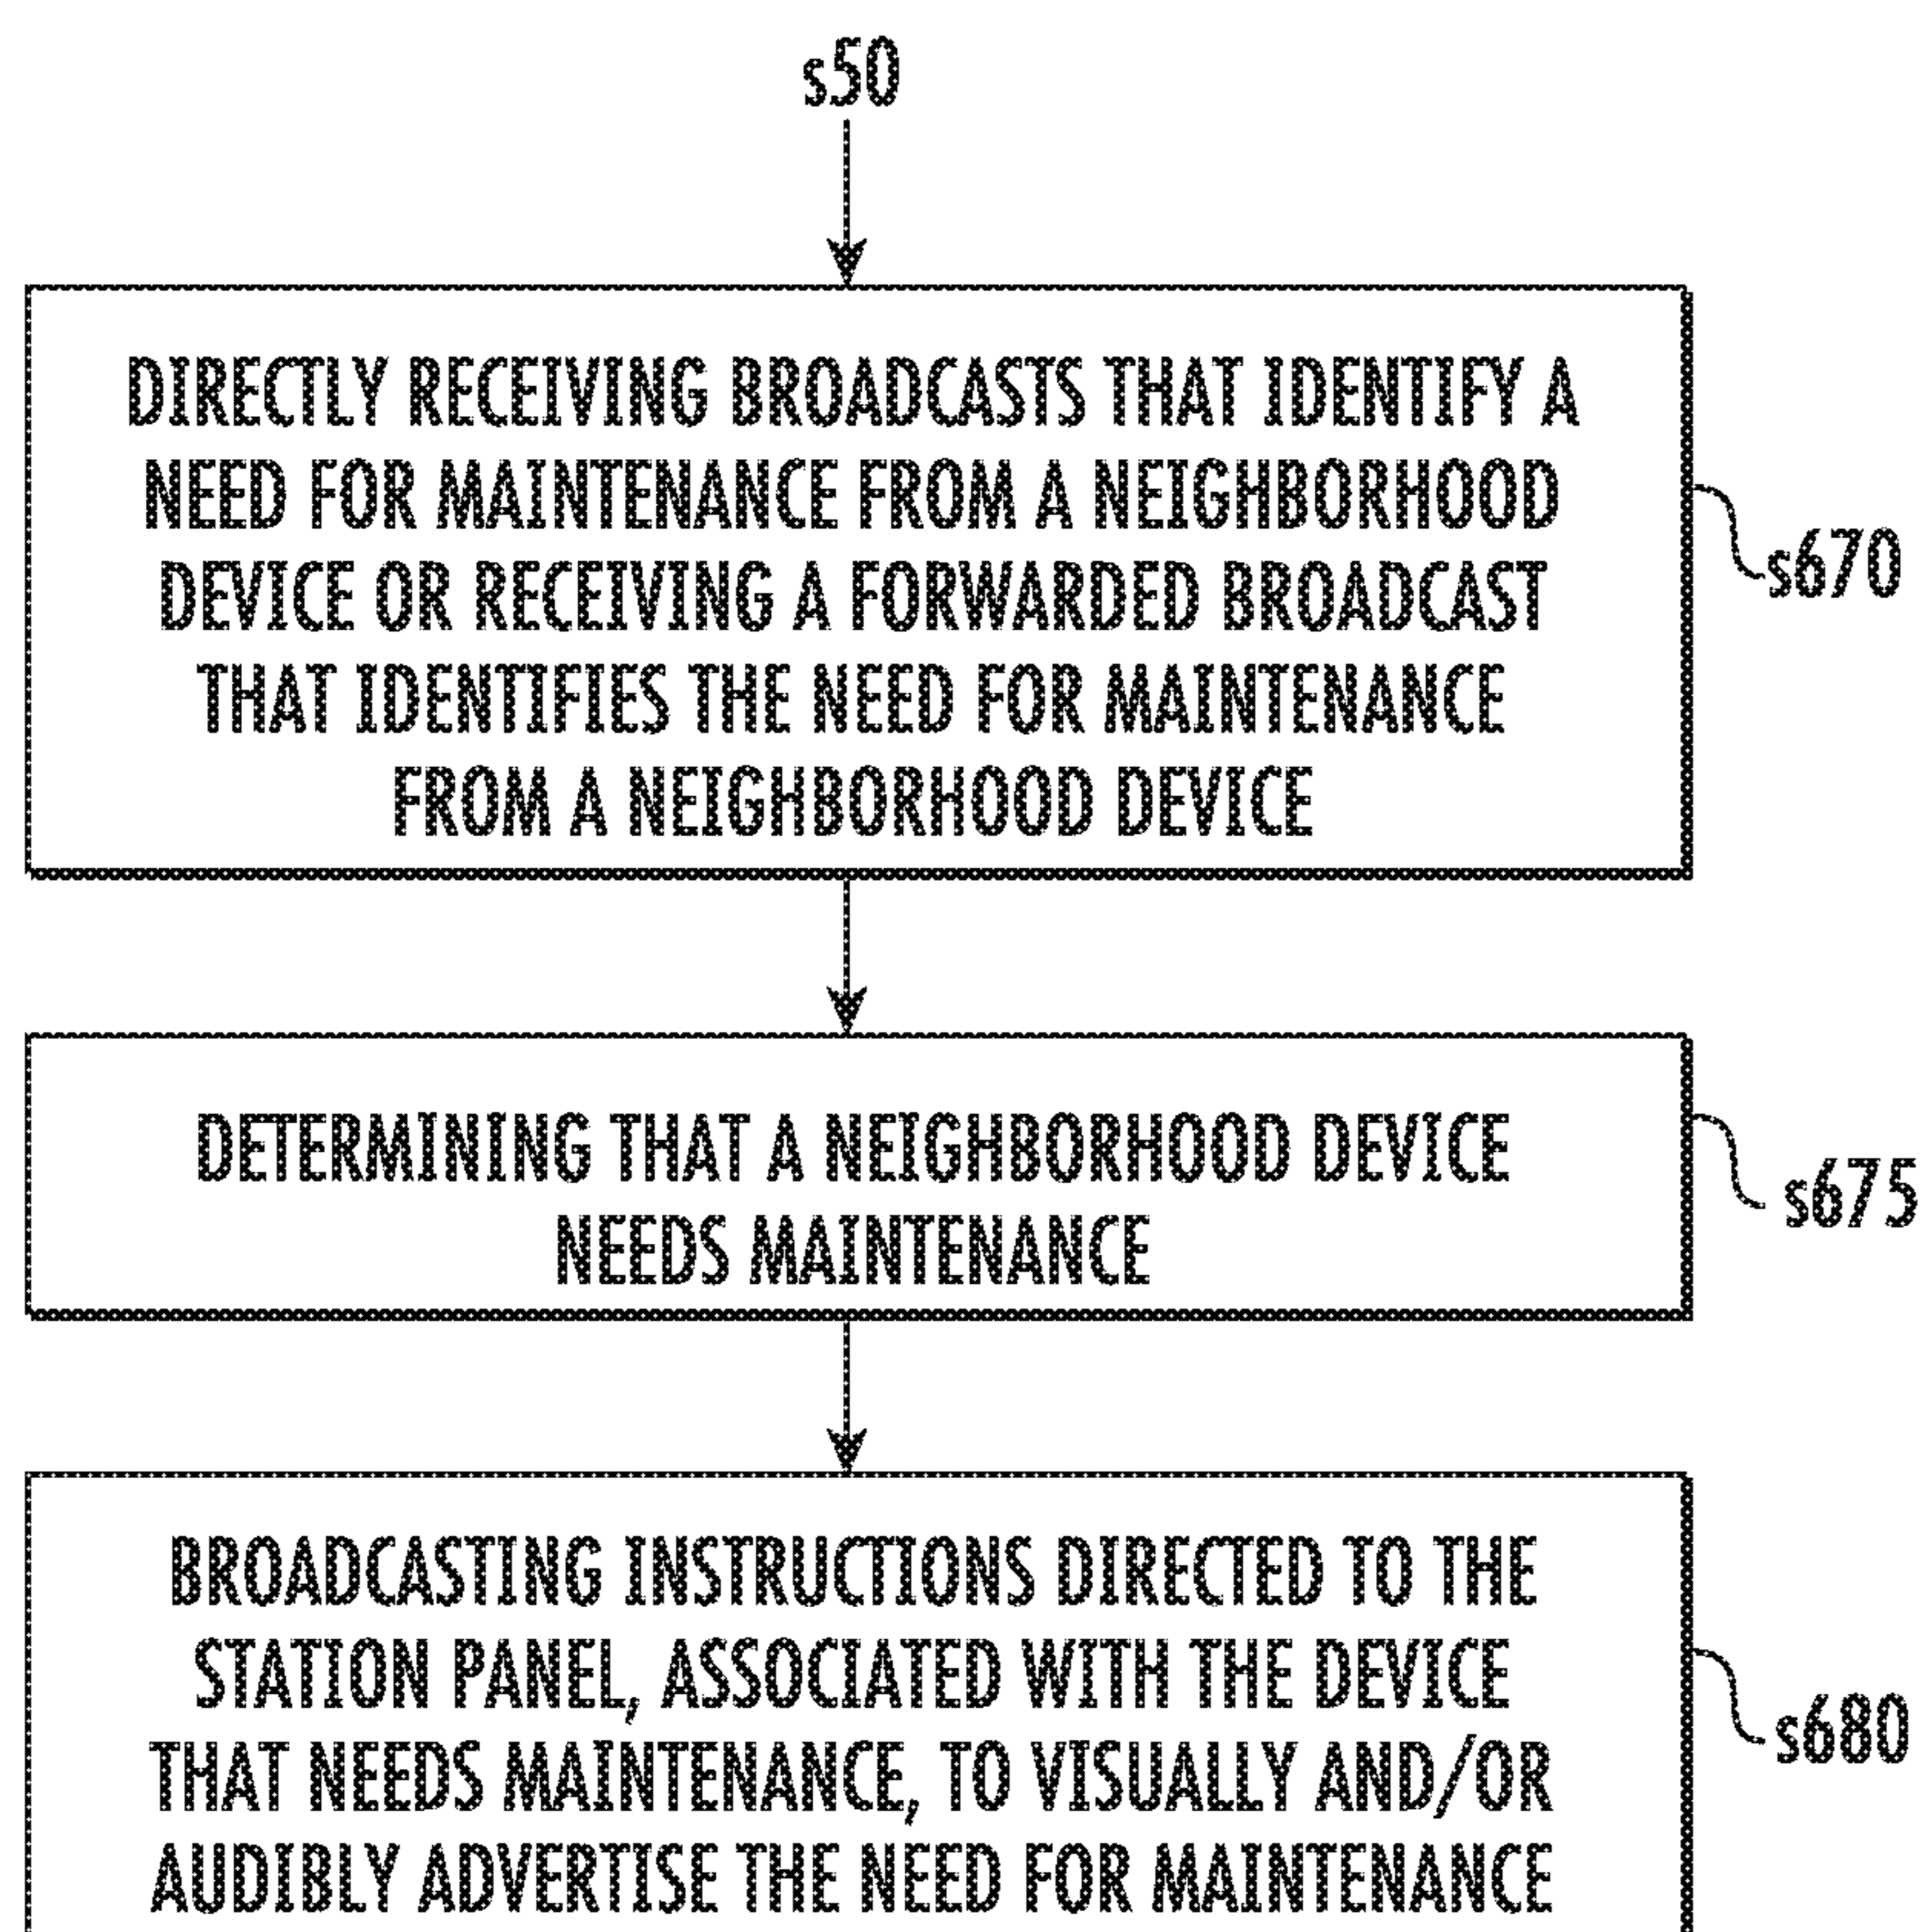 s50
DIRECTLY RECEIVING BROADCASTS THAT IDENTIFY A
NEED FOR MAINTENANCE FROM A NEIGHBORHOOD
DEVICE OR RECEIVING A FORWARDED BROADCAST
THAT IDENTIFIES THE NEED FOR MAINTENANCE
FROM A NEIGHBORHOOD DEVICE
s670
DETERMINING THAT A NEIGHBORHOOD DEVICE
NEEDS MAINTENANCE
s675
BROADCASTING INSTRUCTIONS DIRECTED TO THE
STATION PANEL, ASSOCIATED WITH THE DEVICE
THAT NEEDS MAINTENANCE, TO VISUALLY AND/OR
AUDIBLY ADVERTISE THE NEED FOR MAINTENANCE
s680